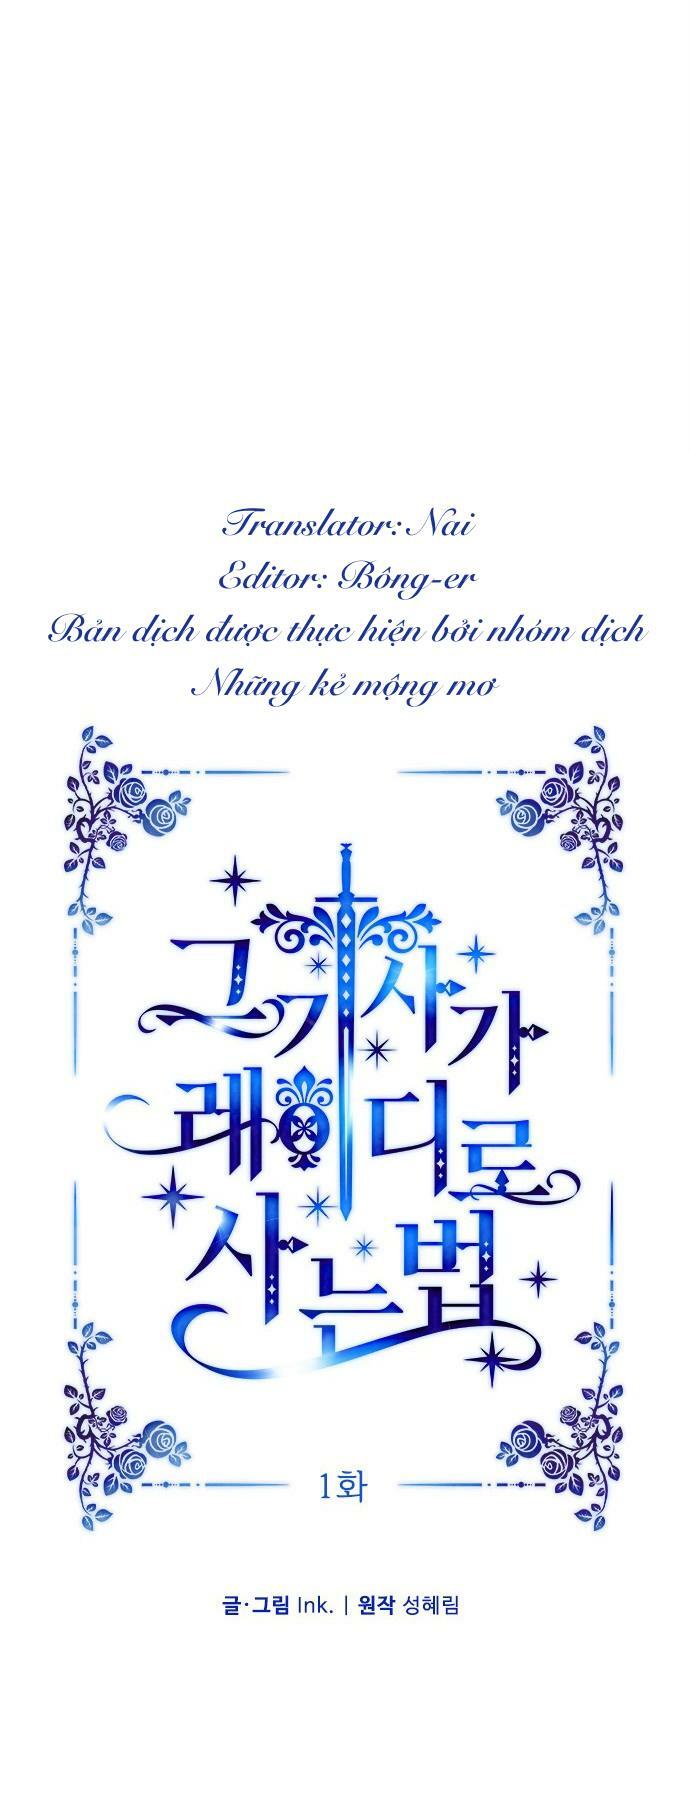 Translator: Nai
Editor: Bông-er
Bản dịch được thực hiện bởi nhóm dịch
Những kẻ mộng mơ
그 기사가
레이디로
사는 법
1화
글·그림 Ink. | 원작 성혜림